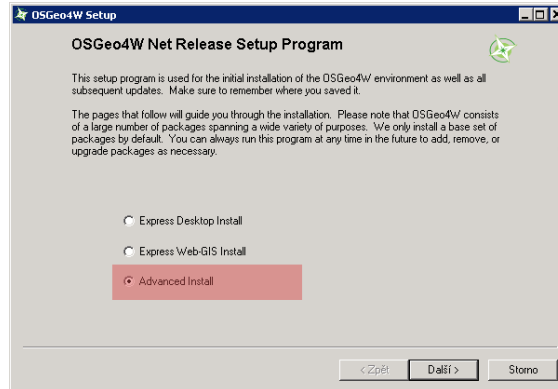 OSGeo4W Setup
OSGeo4W Net Release Setup Program
This setup program is used for the initial installation of the OSGeo4W environment as well as all
subsequent updates. Make sure to remember where you saved it.
The pages that follow will guide you through the installation. Please note that OSGeo4W consists
of a large number of packages spanning a wide variety of purposes. We only install a base set of
packages by default. You can always run this program at any time in the future to add, remove, or
upgrade packages as necessary.
Express Desktop Install
Express Web-GIS Install
Advanced Install
< Zpět Další > Storno